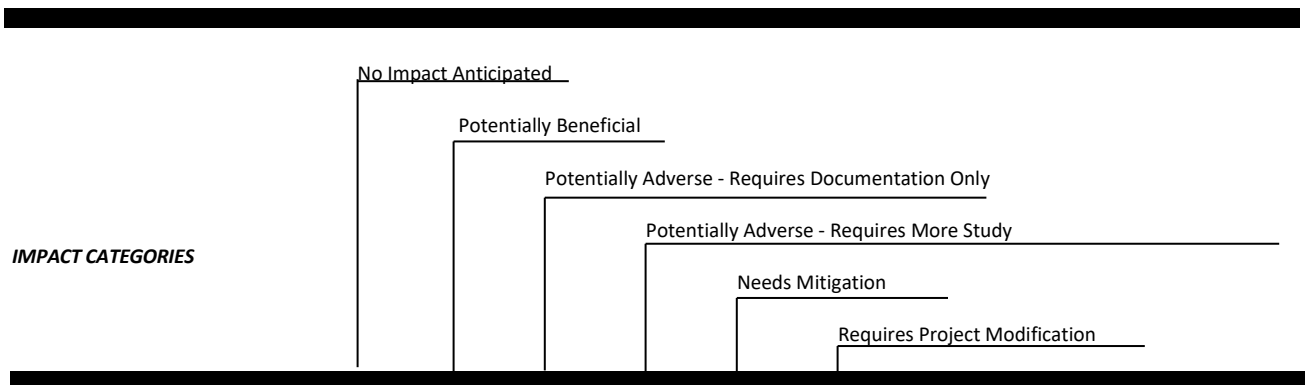 No Impact Anticipated
Potentially Beneficial
Potentially Adverse - Requires Documentation Only
Potentially Adverse - Requires More Study
IMPACT CATEGORIES
Needs Mitigation
Requires Project Modification